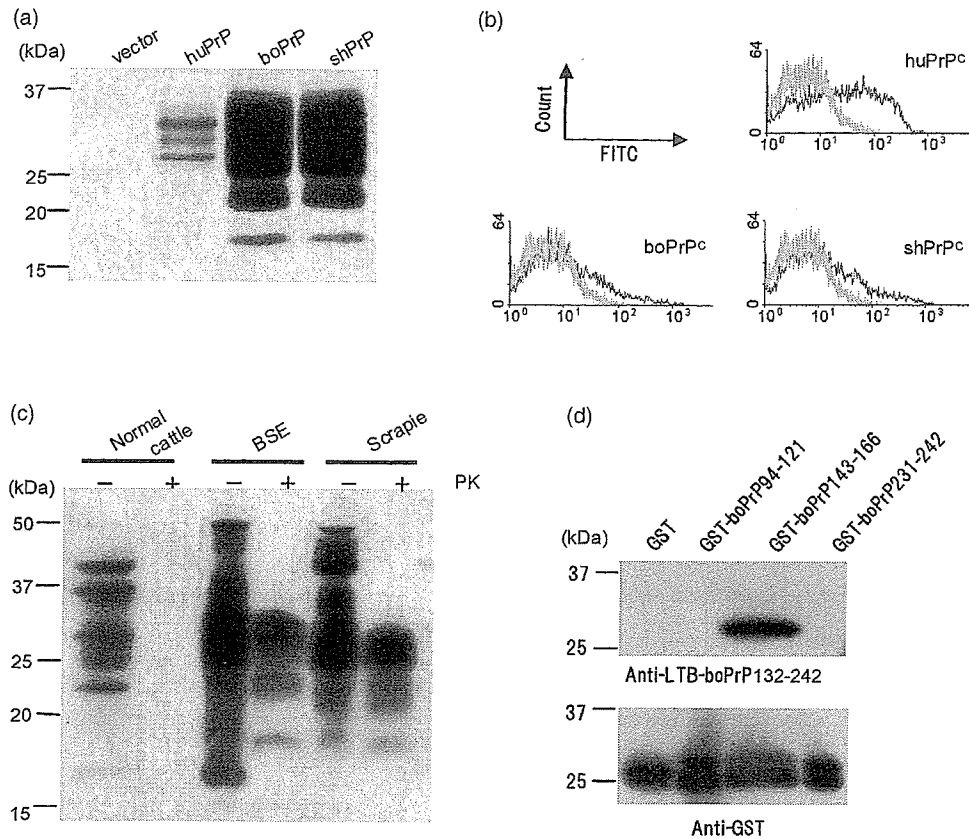 (a)
(kDa)
vector
huPrP
boPrP
shPrP
37
25
20
15
(b)
Count
FITC
huPrPᶜ
64
0
10⁰ 10¹ 10² 10³
boPrPᶜ
64
0
10⁰ 10¹ 10² 10³
shPrPᶜ
64
0
10⁰ 10¹ 10² 10³
(c)
Normal
cattle
BSE
Scrapie
(kDa)
− + − + − + PK
50
37
25
20
15
(d)
(kDa)
GST
GST-boPrP94-121
GST-boPrP143-166
GST-boPrP231-242
37
25
Anti-LTB-boPrP132-242
37
25
Anti-GST